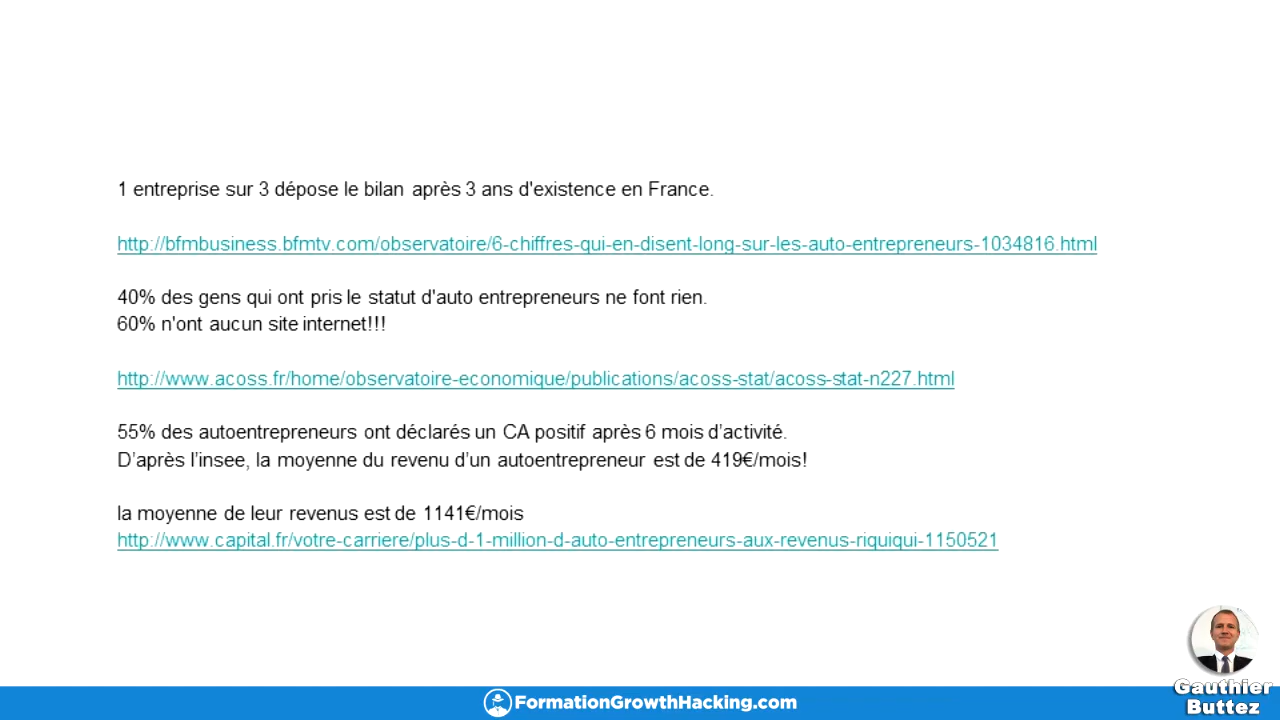 1 entreprise sur 3 dépose le bilan après 3 ans d'existence en France.
http://bfmbusiness.bfmtv.com/observatoire/6-chiffres-qui-en-disent-long-sur-les-auto-entrepreneurs-1034816.html
40% des gens qui ont pris le statut d'auto entrepreneurs ne font rien.
60% n'ont aucun site internet!!!
http://www.acoss.fr/home/observatoire-economique/publications/acoss-stat/acoss-stat-n227.html
55% des autoentrepreneurs ont déclarés un CA positif après 6 mois d’activité.
D’après l’insee, la moyenne du revenu d’un autoentrepreneur est de 419€/mois!
la moyenne de leur revenus est de 1141€/mois
http://www.capital.fr/votre-carriere/plus-d-1-million-d-auto-entrepreneurs-aux-revenus-riquiqui-1150521
Gauthier
Buttez
FormationGrowthHacking.com